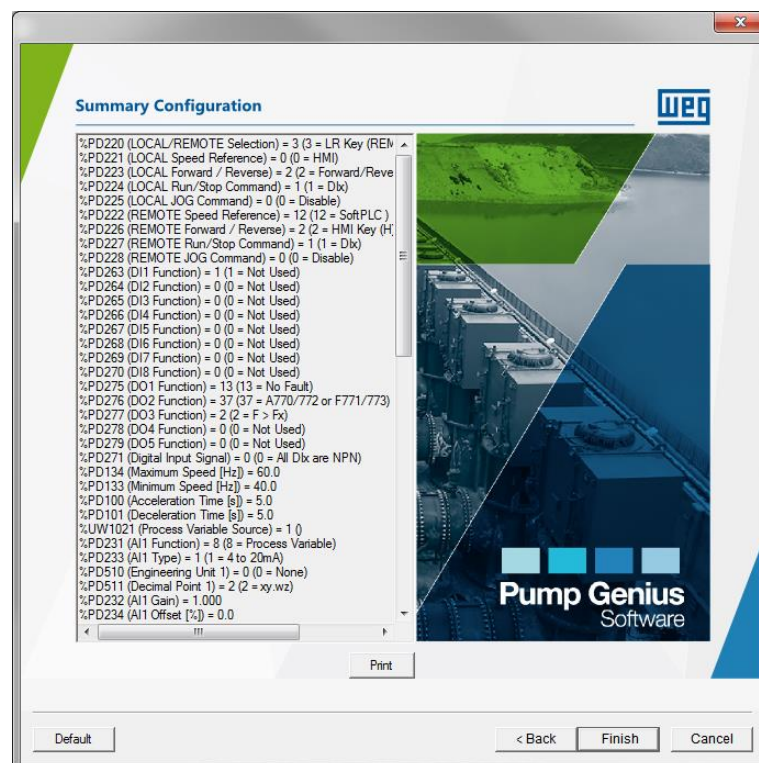 Summary Configuration
WEG
%PD220 (LOCAL/REMOTE Selection) = 3 (3 = LR Key (REM
%PD221 (LOCAL Speed Reference) = 0 (0 = HMI)
%PD223 (LOCAL Forward / Reverse) = 2 (2 = Forward/Reve
%PD224 (LOCAL Run/Stop Command) = 1 (1 = DIx)
%PD225 (LOCAL JOG Command) = 0 (0 = Disable)
%PD222 (REMOTE Speed Reference) = 12 (12 = SoftPLC )
%PD226 (REMOTE Forward / Reverse) = 2 (2 = HMI Key (H)
%PD227 (REMOTE Run/Stop Command) = 1 (1 = DIx)
%PD228 (REMOTE JOG Command) = 0 (0 = Disable)
%PD263 (DI1 Function) = 1 (1 = Not Used)
%PD264 (DI2 Function) = 0 (0 = Not Used)
%PD265 (DI3 Function) = 0 (0 = Not Used)
%PD266 (DI4 Function) = 0 (0 = Not Used)
%PD267 (DI5 Function) = 0 (0 = Not Used)
%PD268 (DI6 Function) = 0 (0 = Not Used)
%PD269 (DI7 Function) = 0 (0 = Not Used)
%PD270 (DI8 Function) = 0 (0 = Not Used)
%PD275 (DO1 Function) = 13 (13 = No Fault)
%PD276 (DO2 Function) = 37 (37 = A770/772 or F771/773)
%PD277 (DO3 Function) = 2 (2 = F > Fx)
%PD278 (DO4 Function) = 0 (0 = Not Used)
%PD279 (DO5 Function) = 0 (0 = Not Used)
%PD271 (Digital Input Signal) = 0 (0 = All DIx are NPN)
%PD134 (Maximum Speed [Hz]) = 60.0
%PD133 (Minimum Speed [Hz]) = 40.0
%PD100 (Acceleration Time [s]) = 5.0
%PD101 (Deceleration Time [s]) = 5.0
%UW1021 (Process Variable Source) = 1 ()
%PD231 (AI1 Function) = 8 (8 = Process Variable)
%PD233 (AI1 Type) = 1 (1 = 4 to 20mA)
%PD510 (Engineering Unit 1) = 0 (0 = None)
%PD511 (Decimal Point 1) = 2 (2 = xy.wz)
%PD232 (AI1 Gain) = 1.000
%PD234 (AI1 Offset [%]) = 0.0
Pump Genius
Software
Print
Default
< Back
Finish
Cancel